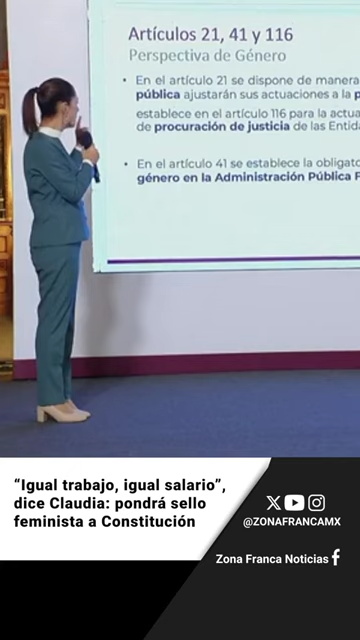 Artículos 21, 41 y 116
Perspectiva de Género
• En el artículo 21 se dispone de manera
pública ajustarán sus actuaciones a la p
establece en el artículo 116 para la actua
de procuración de justicia de las Entida
• En el artículo 41 se establece la obligato
género en la Administración Pública F
“Igual trabajo, igual salario”,
dice Claudia: pondrá sello
feminista a Constitución
@ZONAFRANCAMX
Zona Franca Noticias